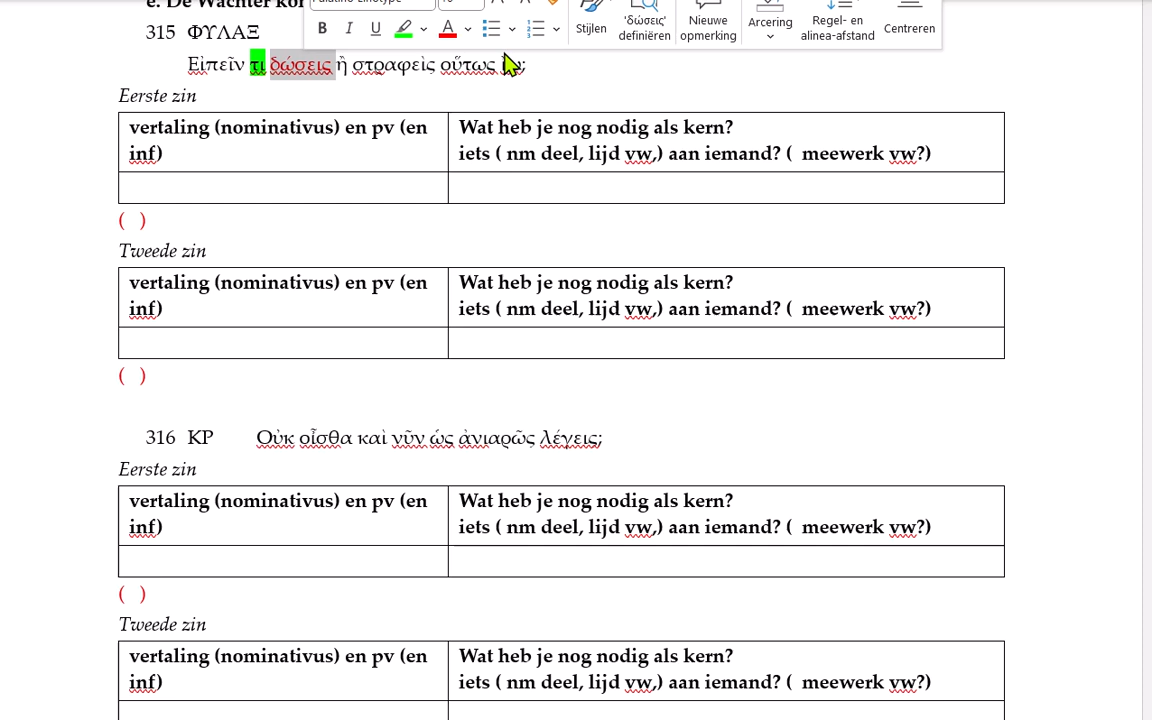 e. De Wachter
315 ΦΥΛΑΞ
B I U A Stijlen 'δώσεις' definiëren Nieuwe opmerking Arcering Regel- en alinea-afstand Centreren
Εἰπεῖν τι δώσεις ἢ στραφεὶς οὕτως
Eerste zin
vertaling (nominativus) en pv (en inf)
Wat heb je nog nodig als kern?
iets ( nm deel, lijd vw,) aan iemand? ( meewerk vw?)
( )
Tweede zin
vertaling (nominativus) en pv (en inf)
Wat heb je nog nodig als kern?
iets ( nm deel, lijd vw,) aan iemand? ( meewerk vw?)
( )
316 ΚΡ Οὐκ οἶσθα καὶ νῦν ὡς ἀνιαρῶς λέγεις;
Eerste zin
vertaling (nominativus) en pv (en inf)
Wat heb je nog nodig als kern?
iets ( nm deel, lijd vw,) aan iemand? ( meewerk vw?)
( )
Tweede zin
vertaling (nominativus) en pv (en inf)
Wat heb je nog nodig als kern?
iets ( nm deel, lijd vw,) aan iemand? ( meewerk vw?)